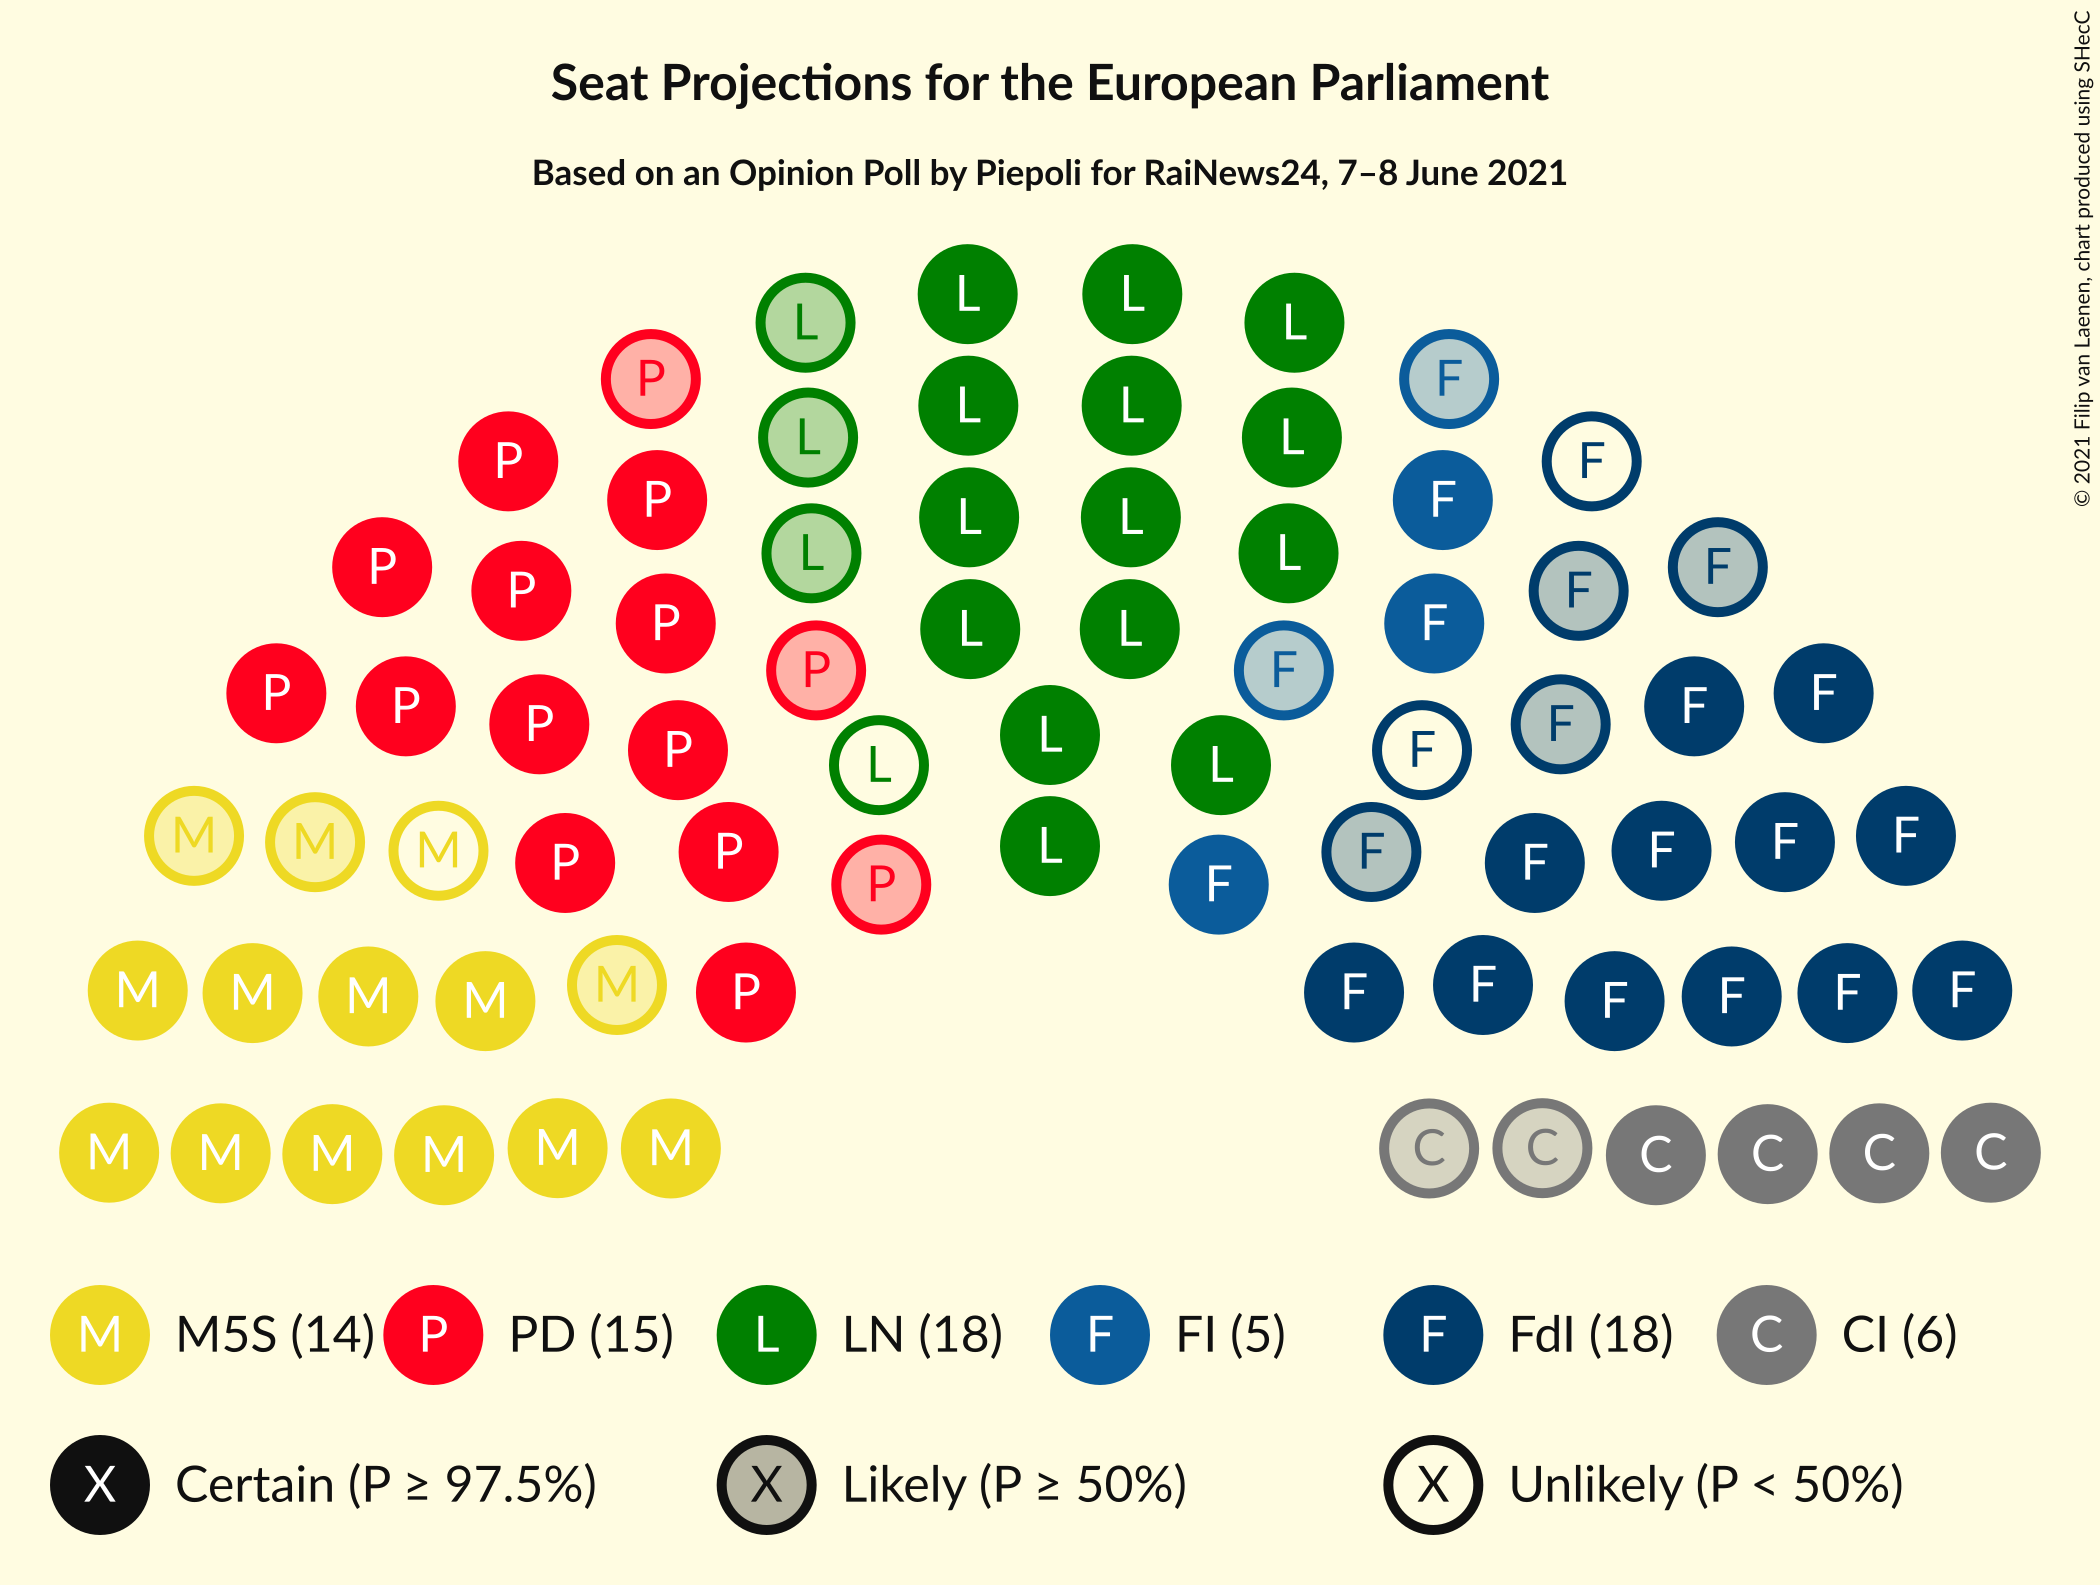 Seat Projections for the European Parliament
Based on an Opinion Poll by Piepoli for RaiNews24, 7–8 June 2021
© 2021 Filip van Laenen, chart produced using SHecC
L L
L L
P F
L L
P F
L L
P P F F
L L
P F
L L
P P F F
L L
P L F F
P P F F
P P F F
L
P F
L L
M M M P P F F F F
L
P F
M M M M M P F F F F F F
M M M M M M C C C C C C
M M5S (14) P PD (15) L LN (18) F FI (5) F FdI (18) C CI (6)
X Certain (P ≥ 97.5%) X Likely (P ≥ 50%) X Unlikely (P < 50%)